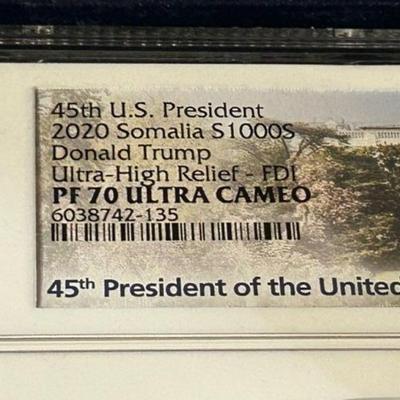 45th U.S. President
2020 Somalia S1000S
Donald Trump
Ultra-High Relief - FDI
PF 70 ULTRA CAMEO
6038742-135
45th President of the United